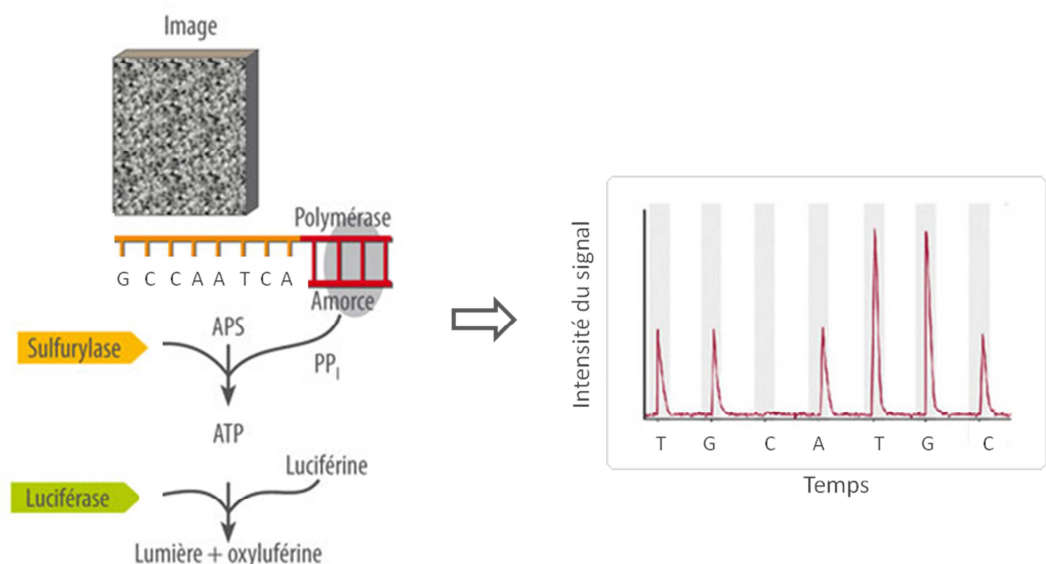 Image
Polymérase
G C C A A T C A
Amorce
APS
Sulfurylase
PPI
ATP
Luciférine
Luciférase
Lumière + oxyluférine
Intensité du signal
T G C A T G C
Temps